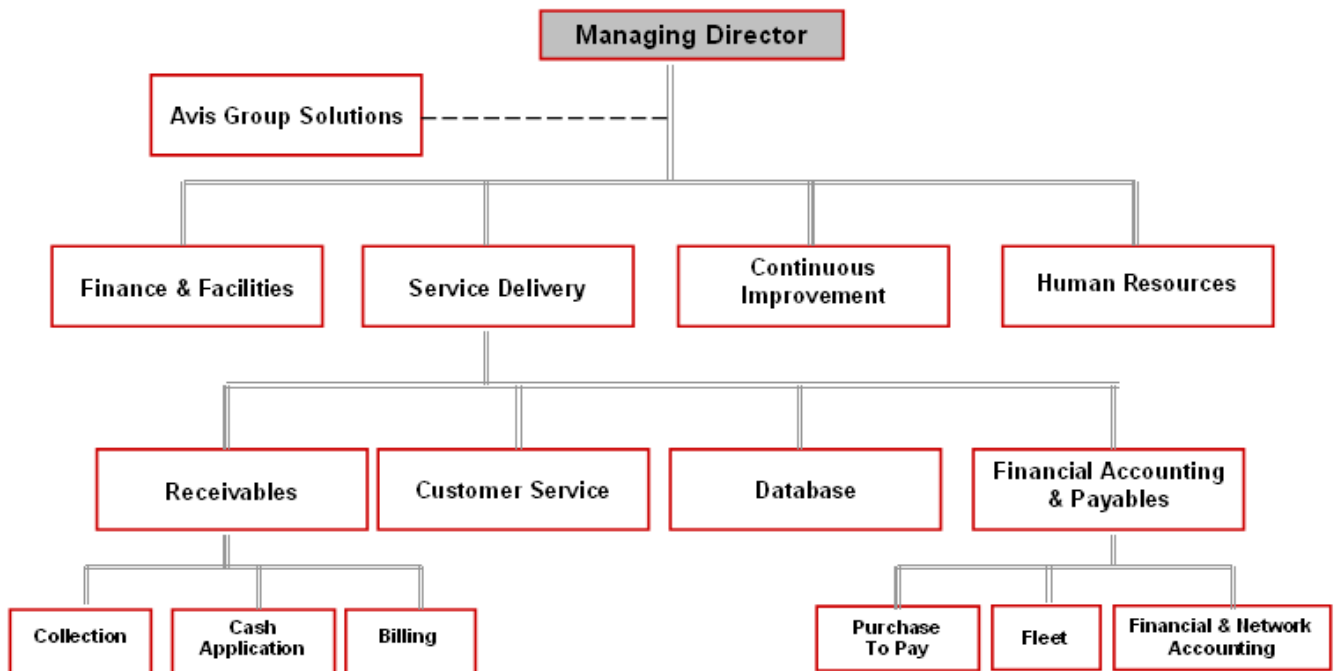 Managing Director
Avis Group Solutions
Finance & Facilities
Service Delivery
Continuous
Improvement
Human Resources
Receivables
Customer Service
Database
Financial Accounting
& Payables
Collection
Cash
Application
Billing
Purchase
To Pay
Fleet
Financial & Network
Accounting